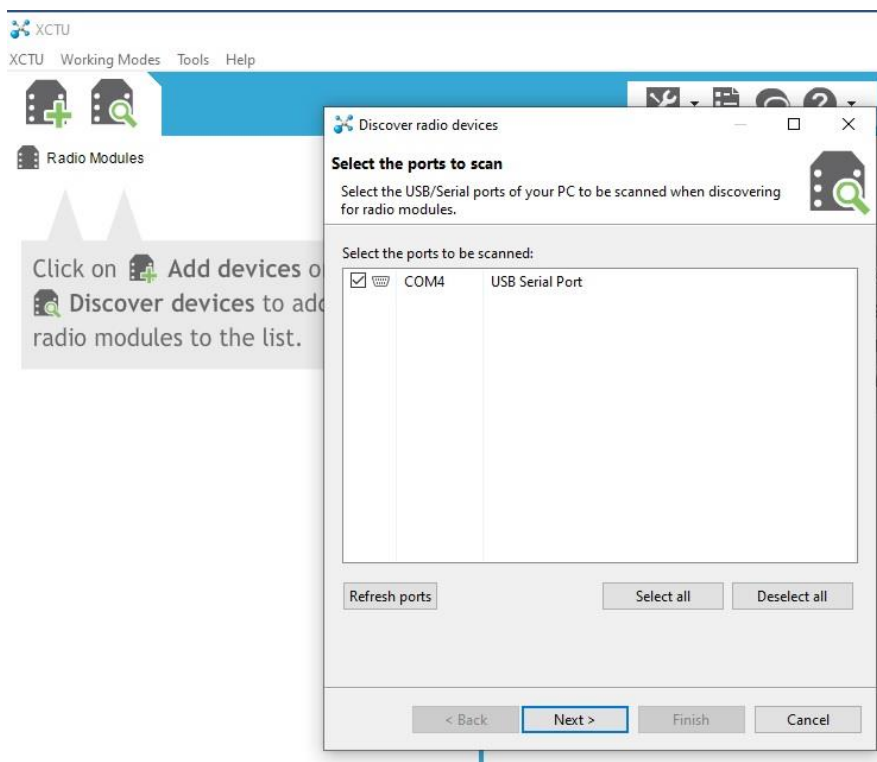 XCTU
XCTU Working Modes Tools Help
Radio Modules
Click on Add devices o
Discover devices to add
radio modules to the list.
Discover radio devices
Select the ports to scan
Select the USB/Serial ports of your PC to be scanned when discovering
for radio modules.
Select the ports to be scanned:
COM4 USB Serial Port
Refresh ports Select all Deselect all
< Back Next > Finish Cancel